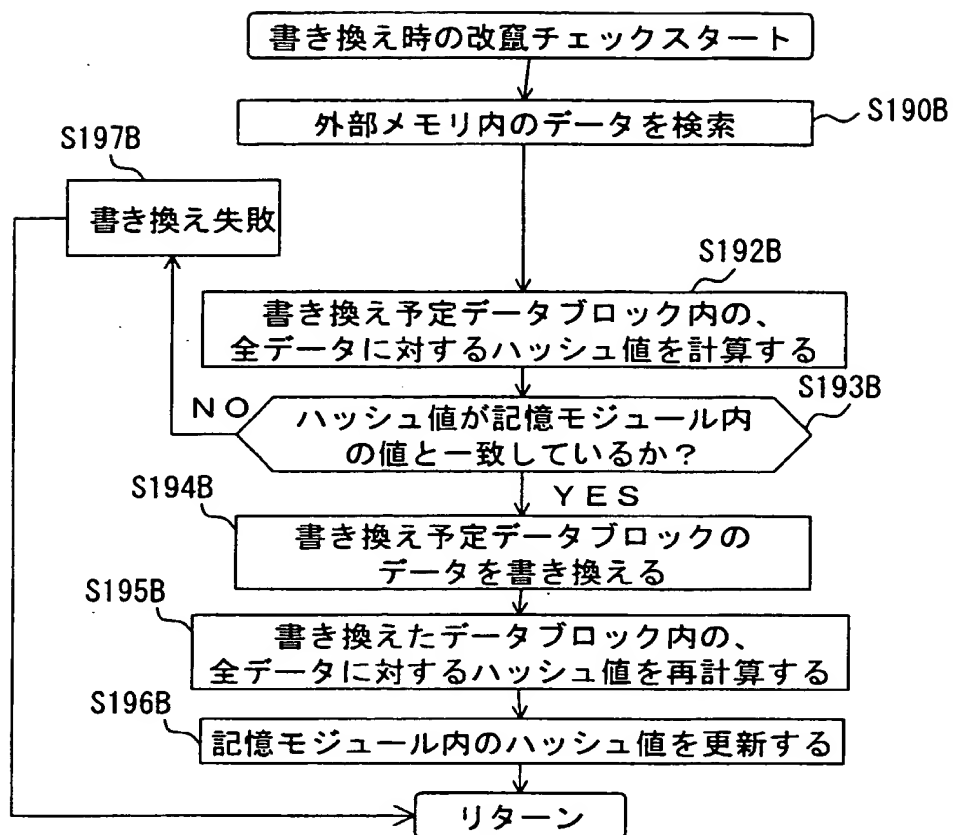 書き換え時の改竄チェックスタート
S190B
外部メモリ内のデータを検索
S197B
書き換え失敗
S192B
書き換え予定データブロック内の、
全データに対するハッシュ値を計算する
S193B
NO
ハッシュ値が記憶モジュール内
の値と一致しているか?
YES
S194B
書き換え予定データブロックの
データを書き換える
S195B
書き換えたデータブロック内の、
全データに対するハッシュ値を再計算する
S196B
記憶モジュール内のハッシュ値を更新する
リターン